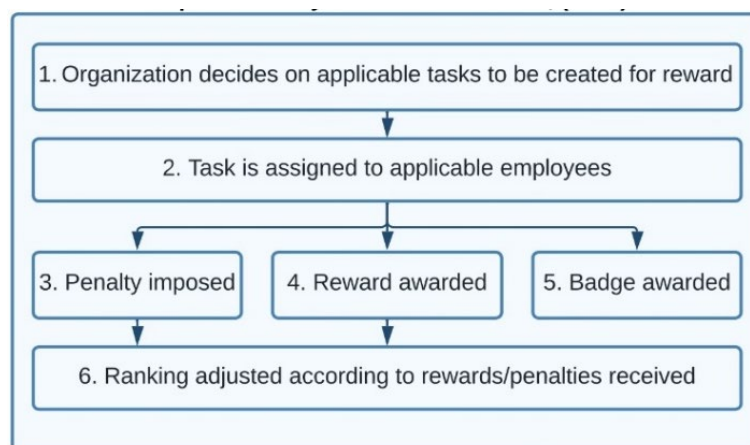 1. Organization decides on applicable tasks to be created for reward
2. Task is assigned to applicable employees
3. Penalty imposed
4. Reward awarded
5. Badge awarded
6. Ranking adjusted according to rewards/penalties received